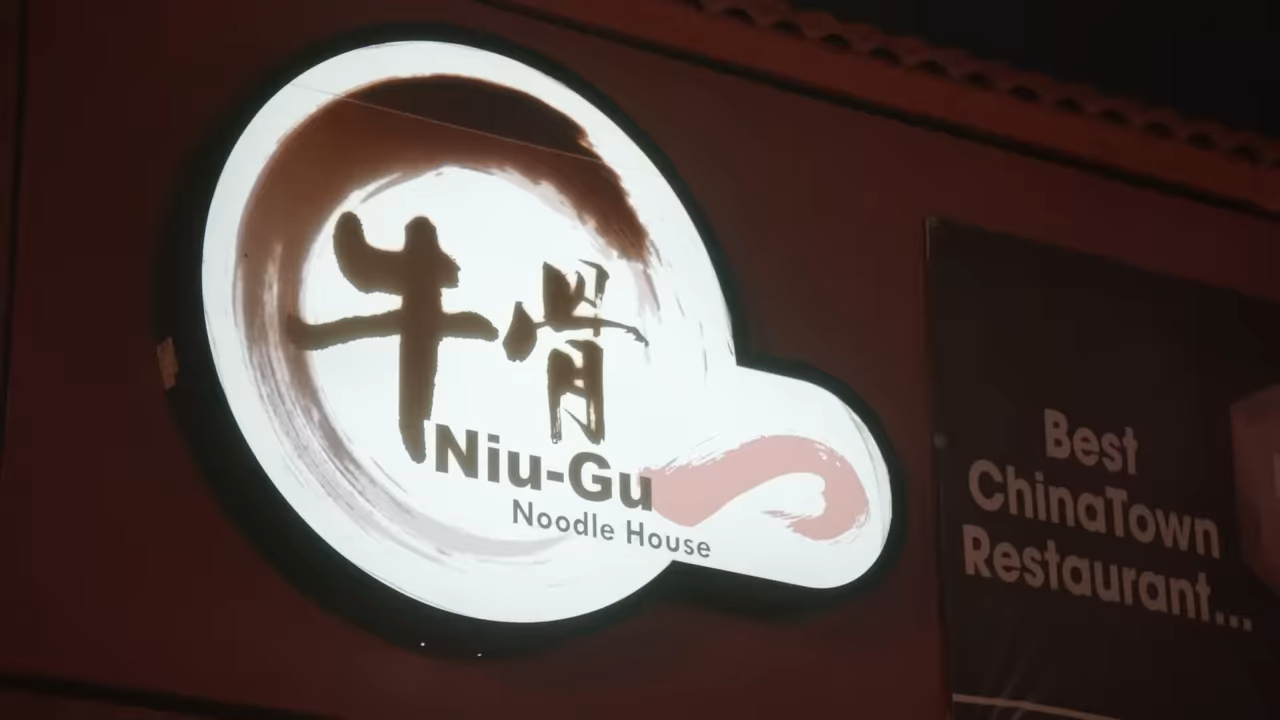 牛骨
Niu-Gu
Noodle House
Best
ChinaTown
Restaurant...